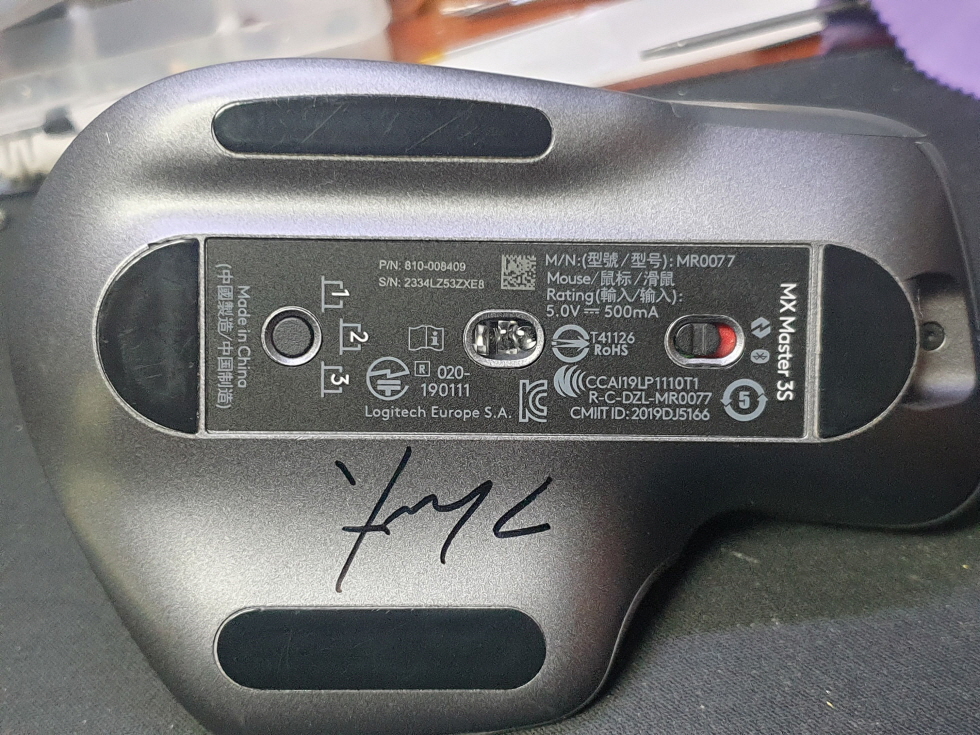 P/N: 810-008409
S/N: 2334LZ53ZXE8
M/N:(型號/型号): MR0077
Mouse/鼠标/滑鼠
Rating(輸入/输入):
5.0V⎓500mA
T41126
RoHS
CCAI19LP1110T1
R-C-DZL-MR0077
CMIIT ID: 2019DJ5166
5
MX Master 3S
1
2
3
R 020-
190111
Logitech Europe S.A.
Made in China
(中國製造/中国制造)